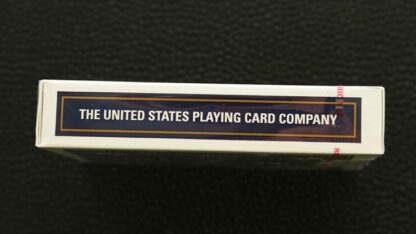 THE UNITED STATES PLAYING CARD COMPANY